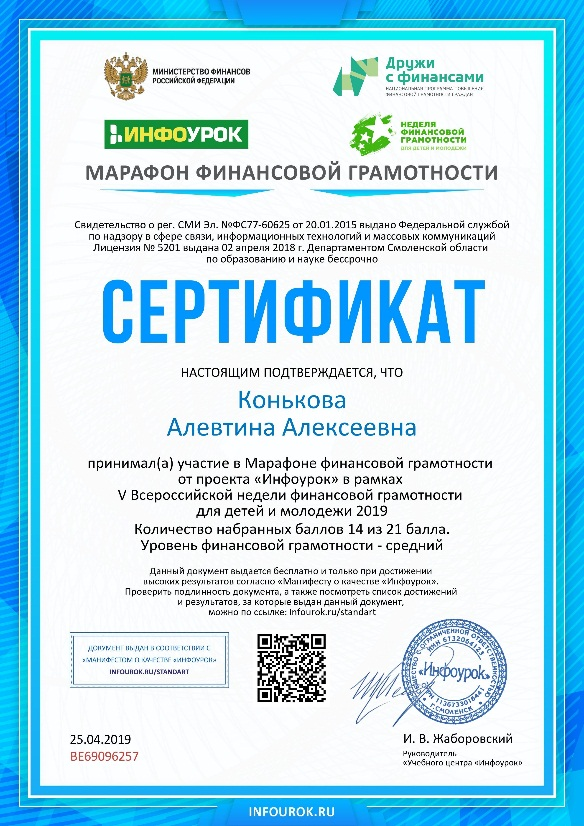 МИНИСТЕРСТВО ФИНАНСОВ
РОССИЙСКОЙ ФЕДЕРАЦИИ
Дружи
с финансами
ИНФОУРОК
НЕДЕЛЯ
ФИНАНСОВОЙ
ГРАМОТНОСТИ
ДЛЯ ДЕТЕЙ И МОЛОДЕЖИ
МАРАФОН ФИНАНСОВОЙ ГРАМОТНОСТИ
Свидетельство о рег. СМИ Эл. №ФС77-60625 от 20.01.2015 выдано Федеральной службой
по надзору в сфере связи, информационных технологий и массовых коммуникаций
Лицензия № 5201 выдана 02 апреля 2018 г. Департаментом Смоленской области
по образованию и науке бессрочно
СЕРТИФИКАТ
НАСТОЯЩИМ ПОДТВЕРЖДАЕТСЯ, ЧТО
Конькова
Алевтина Алексеевна
принимал(а) участие в Марафоне финансовой грамотности
от проекта «Инфоурок» в рамках
V Всероссийской недели финансовой грамотности
для детей и молодежи 2019
Количество набранных баллов 14 из 21 балла.
Уровень финансовой грамотности - средний
Данный документ выдается бесплатно и только при достижении
высоких результатов согласно «Манифесту о качестве «Инфоурок».
Проверить подлинность документа, а также посмотреть список достижений
и результатов, за которые выдан данный документ,
можно по ссылке: Infourok.ru/standart
ДОКУМЕНТ ВЫДАН В СООТВЕТСТВИИ С
«МАНИФЕСТОМ О КАЧЕСТВЕ «ИНФОУРОК»
INFOUROK.RU/STANDART
«Инфоурок»
Г.СМОЛЕНСК
25.04.2019
BE69096257
И. В. Жаборовский
Руководитель
«Учебного центра «Инфоурок»
INFOUROK.RU